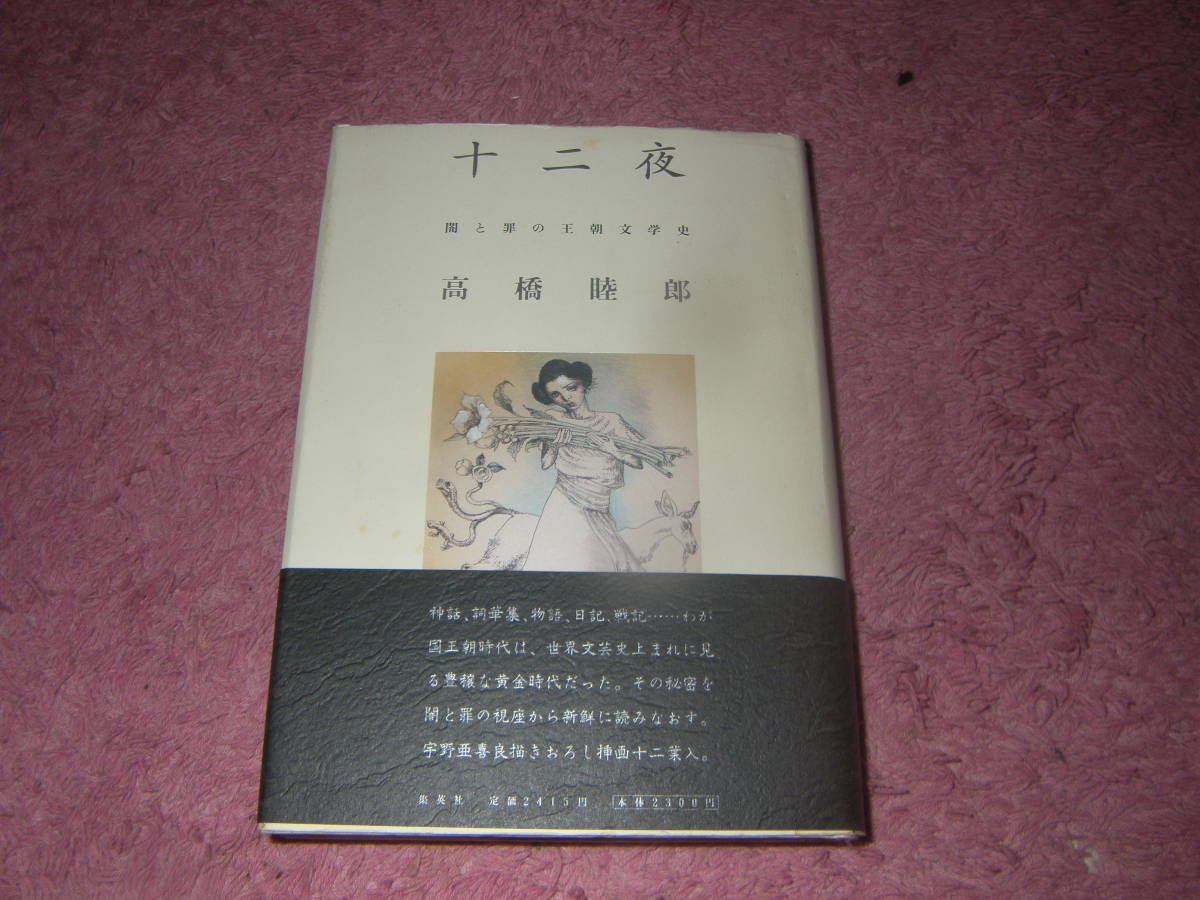 十二夜
闇と罪の王朝文学史
高橋睦郎
神話、詞華集、物語、日記、戦記……わが
国王朝時代は、世界文芸史上まれに見
る豊穣な黄金時代だった。その秘密を
闇と罪の視座から新鮮に読みなおす。
宇野亜喜良描きおろし挿画十二葉入。
集英社 定価2415円 本体2300円